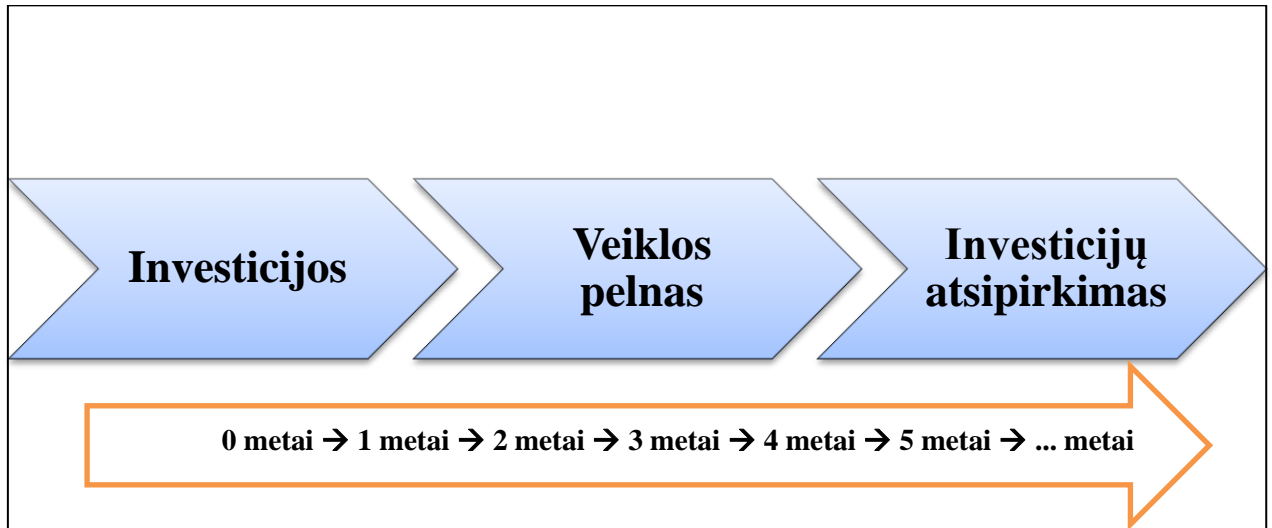 Investicijos
Veiklos
pelnas
Investicijų
atsipirkimas
0 metai → 1 metai → 2 metai → 3 metai → 4 metai → 5 metai → ... metai